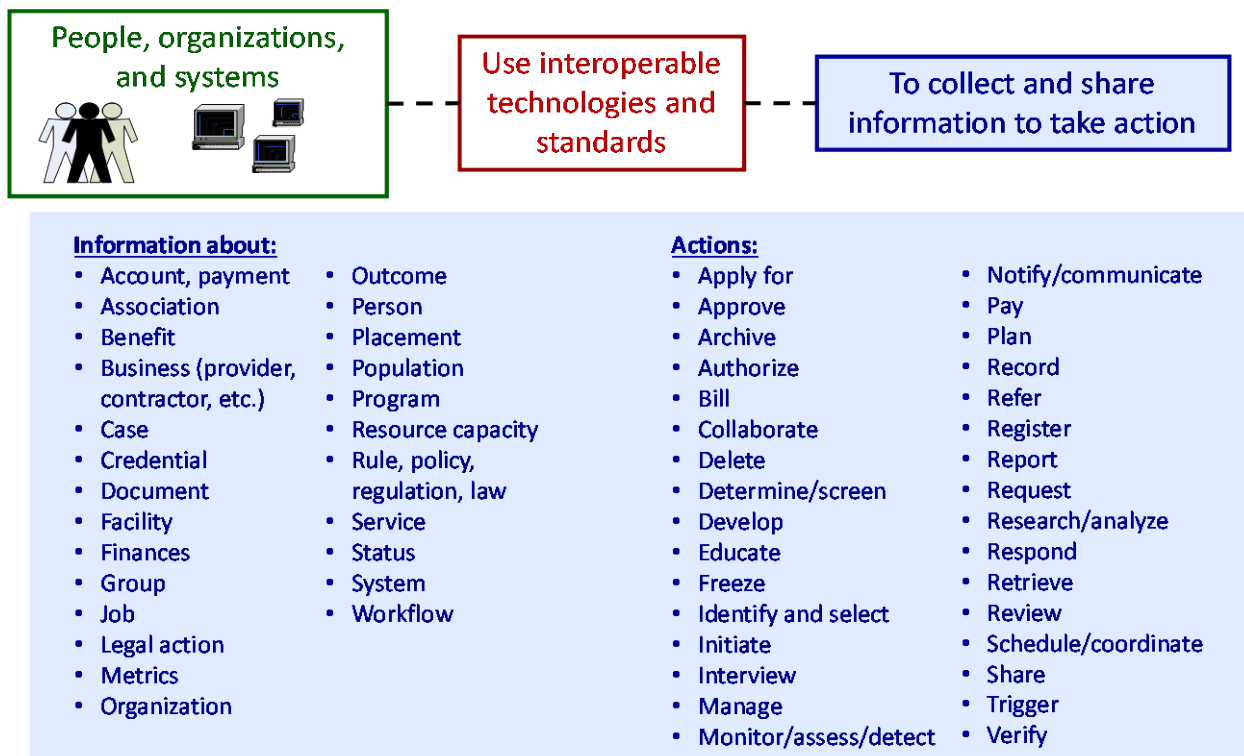 People, organizations,
and systems
Use interoperable
technologies and
standards
To collect and share
information to take action
Information about:
• Account, payment
• Association
• Benefit
• Business (provider,
contractor, etc.)
• Case
• Credential
• Document
• Facility
• Finances
• Group
• Job
• Legal action
• Metrics
• Organization
• Outcome
• Person
• Placement
• Population
• Program
• Resource capacity
• Rule, policy,
regulation, law
• Service
• Status
• System
• Workflow
Actions:
• Apply for
• Approve
• Archive
• Authorize
• Bill
• Collaborate
• Delete
• Determine/screen
• Develop
• Educate
• Freeze
• Identify and select
• Initiate
• Interview
• Manage
• Monitor/assess/detect
• Notify/communicate
• Pay
• Plan
• Record
• Refer
• Register
• Report
• Request
• Research/analyze
• Respond
• Retrieve
• Review
• Schedule/coordinate
• Share
• Trigger
• Verify